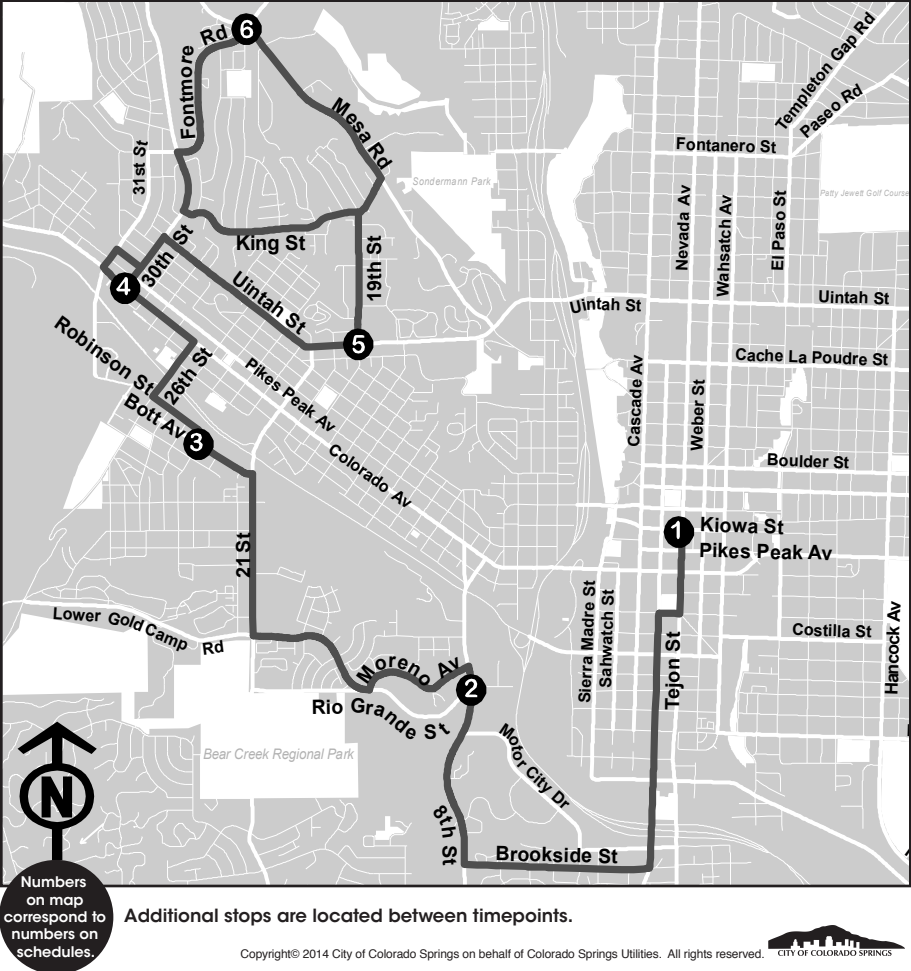 6
Fontmore Rd
Templeton Gap Rd
Paseo Rd
Mesa Rd
Fontanero St
31st St
Sondermann Park
Patty Jewett Golf Course
Nevada Av
Wahsatch Av
El Paso St
30th St
King St
19th St
4
Uintah St
Uintah St
Uintah St
5
Robinson St
26th St
Pikes Peak Av
Cache La Poudre St
Cascade Av
Weber St
Bott Av
3
Colorado Av
Boulder St
1
Kiowa St
Pikes Peak Av
21 St
Lower Gold Camp Rd
Sierra Madre St
Sahwatch St
Tejon St
Costilla St
Hancock Av
Moreno Av
2
Rio Grande St
Bear Creek Regional Park
Motor City Dr
8th St
Brookside St
N
Numbers
on map
correspond to
numbers on
schedules.
Additional stops are located between timepoints.
Copyright© 2014 City of Colorado Springs on behalf of Colorado Springs Utilities. All rights reserved.
CITY OF COLORADO SPRINGS